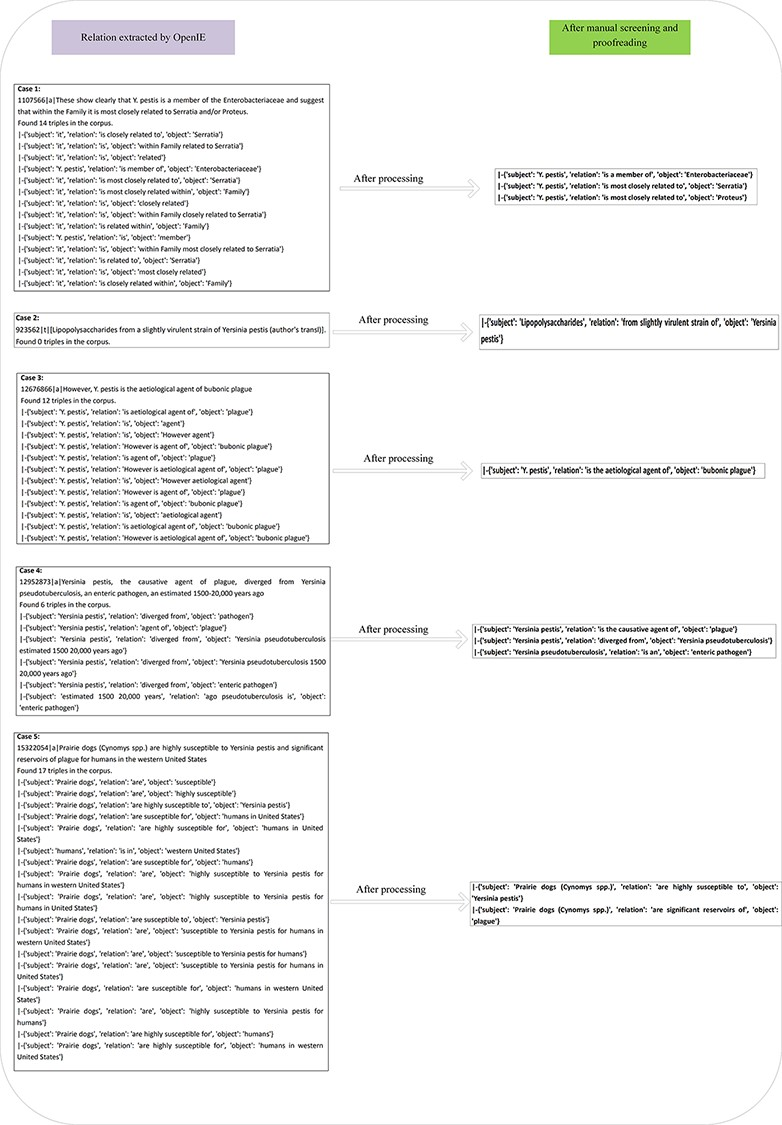 Relation extracted by OpenIE
After manual screening and
proofreading
Case 1:
1107566|a|These show clearly that Y. pestis is a member of the Enterobacteriaceae and suggest
that within the Family it is most closely related to Serratia and/or Proteus.
Found 14 triples in the corpus.
|-{'subject': 'it', 'relation': 'is closely related to', 'object': 'Serratia'}
|-{'subject': 'it', 'relation': 'is', 'object': 'within Family related to Serratia'}
|-{'subject': 'it', 'relation': 'is', 'object': 'related'}
|-{'subject': 'Y. pestis', 'relation': 'is member of', 'object': 'Enterobacteriaceae'}
|-{'subject': 'it', 'relation': 'is most closely related to', 'object': 'Serratia'}
|-{'subject': 'it', 'relation': 'is most closely related within', 'object': 'Family'}
|-{'subject': 'it', 'relation': 'is', 'object': 'closely related'}
|-{'subject': 'it', 'relation': 'is', 'object': 'within Family closely related to Serratia'}
|-{'subject': 'it', 'relation': 'is related within', 'object': 'Family'}
|-{'subject': 'Y. pestis', 'relation': 'is', 'object': 'member'}
|-{'subject': 'it', 'relation': 'is', 'object': 'within Family most closely related to Serratia'}
|-{'subject': 'it', 'relation': 'is related to', 'object': 'Serratia'}
|-{'subject': 'it', 'relation': 'is', 'object': 'most closely related'}
|-{'subject': 'it', 'relation': 'is closely related within', 'object': 'Family'}
After processing
|-{'subject': 'Y. pestis', 'relation': 'is a member of', 'object': 'Enterobacteriaceae'}
|-{'subject': 'Y. pestis', 'relation': 'is most closely related to', 'object': 'Serratia'}
|-{'subject': 'Y. pestis', 'relation': 'is most closely related to', 'object': 'Proteus'}
Case 2:
923562|t|[Lipopolysaccharides from a slightly virulent strain of Yersinia pestis (author's transl)].
Found 0 triples in the corpus.
After processing
|-{'subject': 'Lipopolysaccharides', 'relation': 'from slightly virulent strain of', 'object': 'Yersinia
pestis'}
Case 3:
12676866|a|However, Y. pestis is the aetiological agent of bubonic plague
Found 12 triples in the corpus.
|-{'subject': 'Y. pestis', 'relation': 'is aetiological agent of', 'object': 'plague'}
|-{'subject': 'Y. pestis', 'relation': 'is', 'object': 'agent'}
|-{'subject': 'Y. pestis', 'relation': 'is', 'object': 'However agent'}
|-{'subject': 'Y. pestis', 'relation': 'However is agent of', 'object': 'bubonic plague'}
|-{'subject': 'Y. pestis', 'relation': 'is agent of', 'object': 'plague'}
|-{'subject': 'Y. pestis', 'relation': 'However is aetiological agent of', 'object': 'plague'}
|-{'subject': 'Y. pestis', 'relation': 'is', 'object': 'However aetiological agent'}
|-{'subject': 'Y. pestis', 'relation': 'However is agent of', 'object': 'plague'}
|-{'subject': 'Y. pestis', 'relation': 'is agent of', 'object': 'bubonic plague'}
|-{'subject': 'Y. pestis', 'relation': 'is', 'object': 'aetiological agent'}
|-{'subject': 'Y. pestis', 'relation': 'is aetiological agent of', 'object': 'bubonic plague'}
|-{'subject': 'Y. pestis', 'relation': 'However is aetiological agent of', 'object': 'bubonic plague'}
After processing
|-{'subject': 'Y. pestis', 'relation': 'is the aetiological agent of', 'object': 'bubonic plague'}
Case 4:
12952873|a|Yersinia pestis, the causative agent of plague, diverged from Yersinia
pseudotuberculosis, an enteric pathogen, an estimated 1500-20,000 years ago
Found 6 triples in the corpus.
|-{'subject': 'Yersinia pestis', 'relation': 'diverged from', 'object': 'pathogen'}
|-{'subject': 'Yersinia pestis', 'relation': 'agent of', 'object': 'plague'}
|-{'subject': 'Yersinia pestis', 'relation': 'diverged from', 'object': 'Yersinia pseudotuberculosis
estimated 1500 20,000 years ago'}
|-{'subject': 'Yersinia pestis', 'relation': 'diverged from', 'object': 'Yersinia pseudotuberculosis 1500
20,000 years ago'}
|-{'subject': 'Yersinia pestis', 'relation': 'diverged from', 'object': 'enteric pathogen'}
|-{'subject': 'estimated 1500 20,000 years', 'relation': 'ago pseudotuberculosis is', 'object':
'enteric pathogen'}
After processing
|-{'subject': 'Yersinia pestis', 'relation': 'is the causative agent of', 'object': 'plague'}
|-{'subject': 'Yersinia pestis', 'relation': 'diverged from', 'object': 'Yersinia pseudotuberculosis'}
|-{'subject': 'Yersinia pseudotuberculosis', 'relation': 'is an', 'object': 'enteric pathogen'}
Case 5:
15322054|a|Prairie dogs (Cynomys spp.) are highly susceptible to Yersinia pestis and significant
reservoirs of plague for humans in the western United States
Found 17 triples in the corpus.
|-{'subject': 'Prairie dogs', 'relation': 'are', 'object': 'susceptible'}
|-{'subject': 'Prairie dogs', 'relation': 'are', 'object': 'highly susceptible'}
|-{'subject': 'Prairie dogs', 'relation': 'are highly susceptible to', 'object': 'Yersinia pestis'}
|-{'subject': 'Prairie dogs', 'relation': 'are susceptible for', 'object': 'humans in United States'}
|-{'subject': 'Prairie dogs', 'relation': 'are highly susceptible for', 'object': 'humans in United
States'}
|-{'subject': 'humans', 'relation': 'is in', 'object': 'western United States'}
|-{'subject': 'Prairie dogs', 'relation': 'are susceptible for', 'object': 'humans'}
|-{'subject': 'Prairie dogs', 'relation': 'are', 'object': 'highly susceptible to Yersinia pestis for
humans in western United States'}
|-{'subject': 'Prairie dogs', 'relation': 'are', 'object': 'highly susceptible to Yersinia pestis for
humans in United States'}
|-{'subject': 'Prairie dogs', 'relation': 'are susceptible to', 'object': 'Yersinia pestis'}
|-{'subject': 'Prairie dogs', 'relation': 'are', 'object': 'susceptible to Yersinia pestis for humans in
western United States'}
|-{'subject': 'Prairie dogs', 'relation': 'are', 'object': 'susceptible to Yersinia pestis for humans'}
|-{'subject': 'Prairie dogs', 'relation': 'are', 'object': 'susceptible to Yersinia pestis for humans in
United States'}
|-{'subject': 'Prairie dogs', 'relation': 'are susceptible for', 'object': 'humans in western United
States'}
|-{'subject': 'Prairie dogs', 'relation': 'are', 'object': 'highly susceptible to Yersinia pestis for
humans'}
|-{'subject': 'Prairie dogs', 'relation': 'are highly susceptible for', 'object': 'humans'}
|-{'subject': 'Prairie dogs', 'relation': 'are highly susceptible for', 'object': 'humans in western
United States'}
After processing
|-{'subject': 'Prairie dogs (Cynomys spp.)', 'relation': 'are highly susceptible to', 'object':
'Yersinia pestis'}
|-{'subject': 'Prairie dogs (Cynomys spp.)', 'relation': 'are significant reservoirs of', 'object':
'plague'}